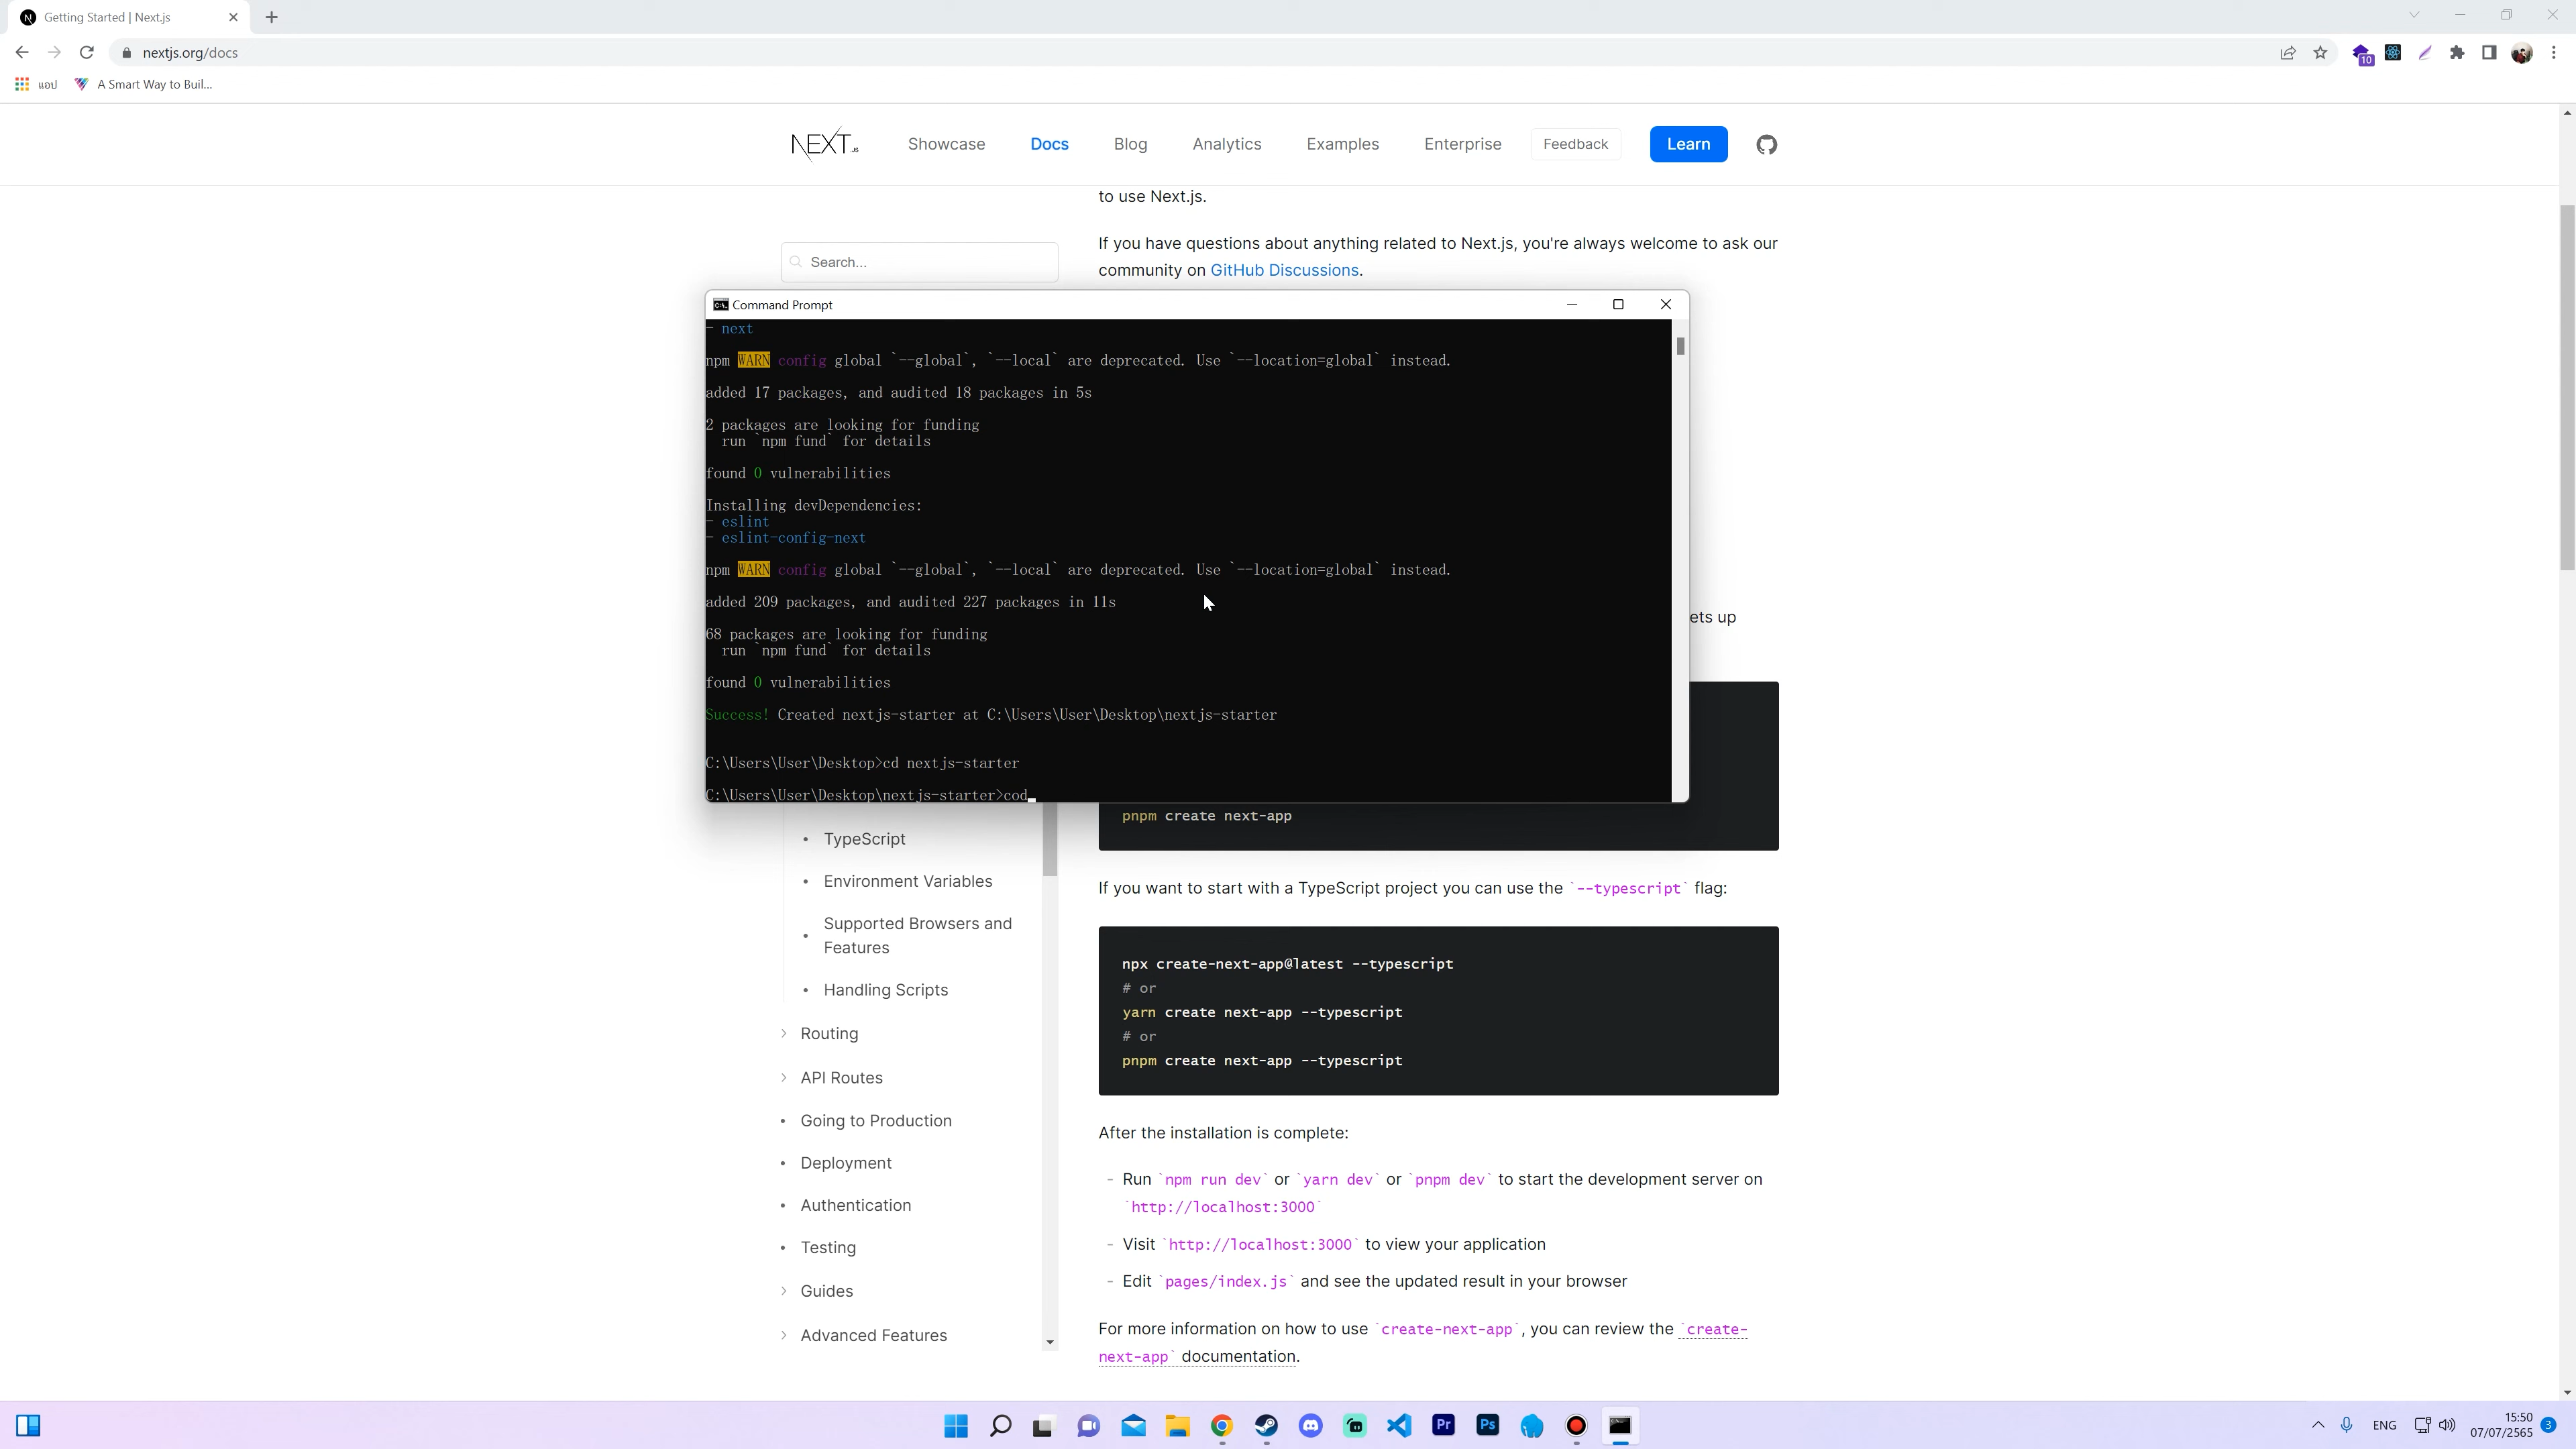 Getting Started | Next.js
nextjs.org/docs
10
แอป
A Smart Way to Buil...
NEXT.JS
Showcase
Docs
Blog
Analytics
Examples
Enterprise
Feedback
Learn
to use Next.js.
Search...
If you have questions about anything related to Next.js, you're always welcome to ask our
community on GitHub Discussions.
Command Prompt
- next
npm WARN config global `--global`, `--local` are deprecated. Use `--location=global` instead.
added 17 packages, and audited 18 packages in 5s
2 packages are looking for funding
run `npm fund` for details
found 0 vulnerabilities
Installing devDependencies:
- eslint
- eslint-config-next
npm WARN config global `--global`, `--local` are deprecated. Use `--location=global` instead.
added 209 packages, and audited 227 packages in 11s
68 packages are looking for funding
run `npm fund` for details
found 0 vulnerabilities
Success! Created nextjs-starter at C:\Users\User\Desktop\nextjs-starter
C:\Users\User\Desktop>cd nextjs-starter
C:\Users\User\Desktop\nextjs-starter>cod
ets up
pnpm create next-app
TypeScript
Environment Variables
Supported Browsers and
Features
Handling Scripts
Routing
API Routes
Going to Production
Deployment
Authentication
Testing
Guides
Advanced Features
If you want to start with a TypeScript project you can use the `--typescript` flag:
npx create-next-app@latest --typescript
# or
yarn create next-app --typescript
# or
pnpm create next-app --typescript
After the installation is complete:
- Run `npm run dev` or `yarn dev` or `pnpm dev` to start the development server on
`http://localhost:3000`
- Visit `http://localhost:3000` to view your application
- Edit `pages/index.js` and see the updated result in your browser
For more information on how to use `create-next-app`, you can review the `create-
next-app` documentation.
Pr
Ps
ENG
15:50
07/07/2565
3